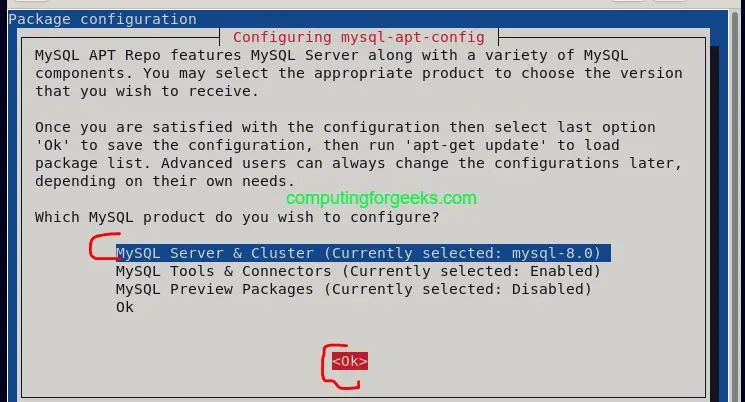 Package configuration
Configuring mysql-apt-config
MySQL APT Repo features MySQL Server along with a variety of MySQL
components. You may select the appropriate product to choose the version
that you wish to receive.
Once you are satisfied with the configuration then select last option
'Ok' to save the configuration, then run 'apt-get update' to load
package list. Advanced users can always change the configurations later,
depending on their own needs.
computingforgeeks.com
Which MySQL product do you wish to configure?
MySQL Server & Cluster (Currently selected: mysql-8.0)
MySQL Tools & Connectors (Currently selected: Enabled)
MySQL Preview Packages (Currently selected: Disabled)
Ok
<Ok>